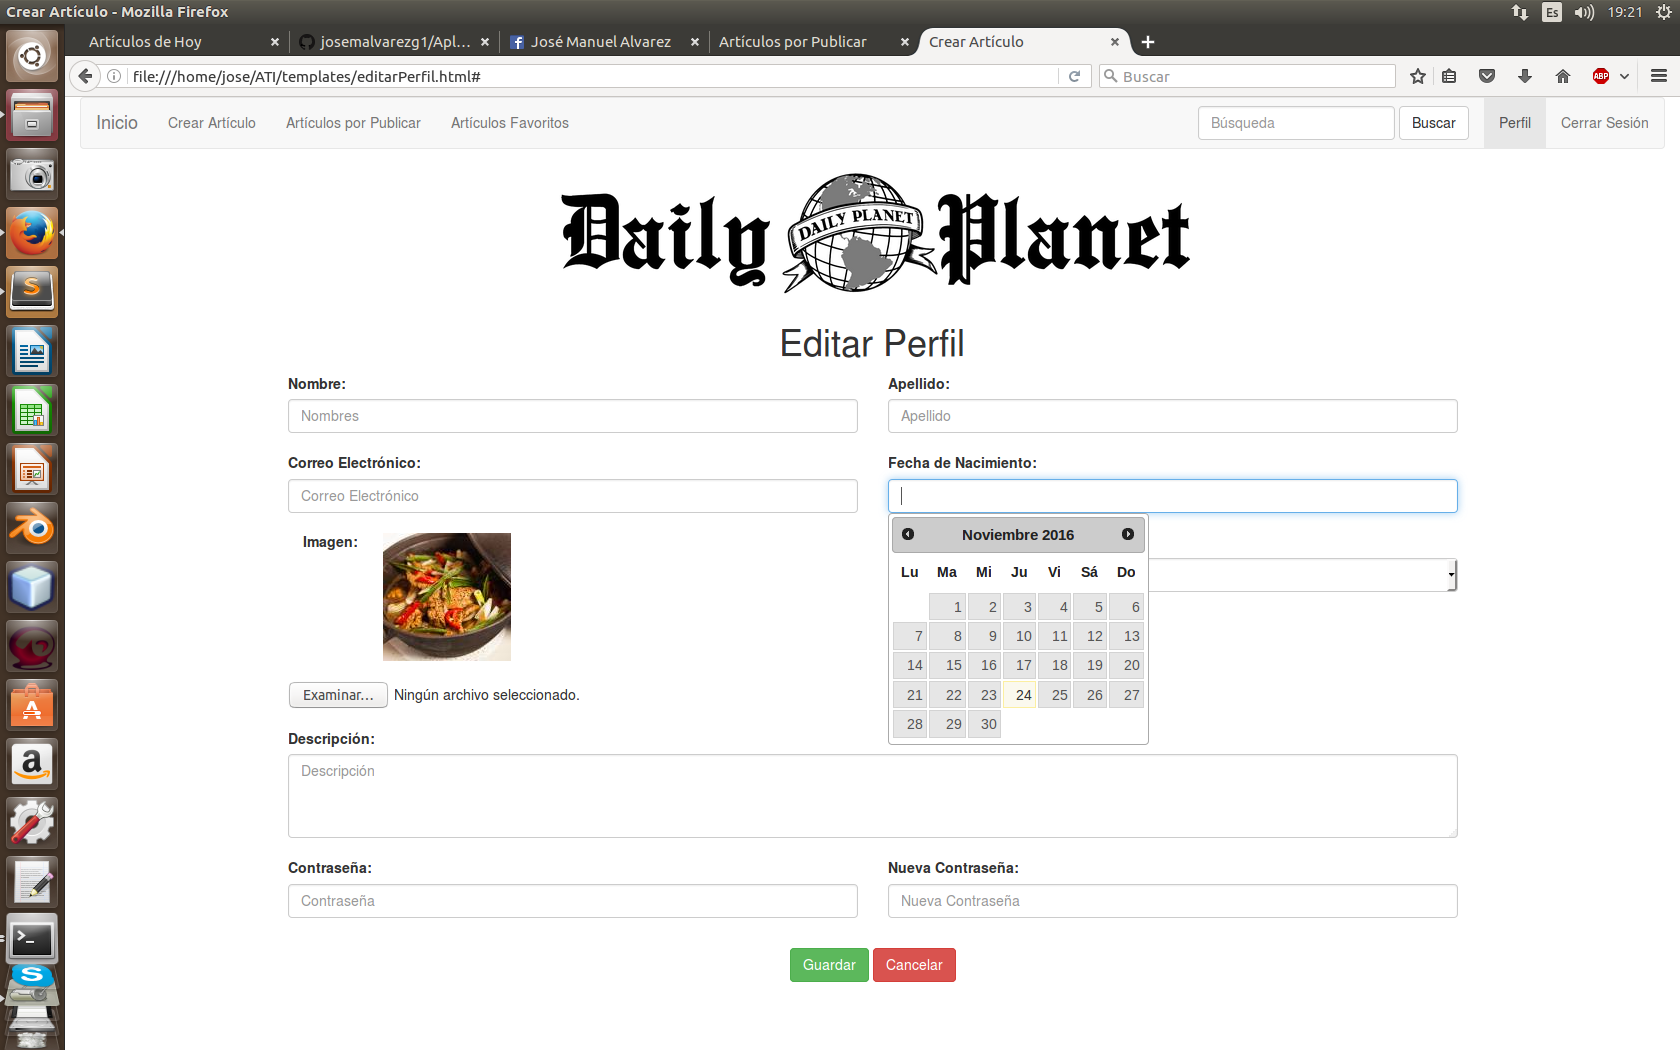 Crear Artículo - Mozilla Firefox
Es
19:21
Artículos de Hoy
josemalvarezg1/Apl...
José Manuel Alvarez
Artículos por Publicar
Crear Artículo
file:///home/jose/ATI/templates/editarPerfil.html#
Buscar
ABP
Inicio
Crear Artículo
Artículos por Publicar
Artículos Favoritos
Búsqueda
Buscar
Perfil
Cerrar Sesión
Daily DAILY PLANET Planet
Editar Perfil
Nombre:
Apellido:
Nombres
Apellido
Correo Electrónico:
Fecha de Nacimiento:
Correo Electrónico
Imagen:
Noviembre 2016
Lu Ma Mi Ju Vi Sá Do
1 2 3 4 5 6
7 8 9 10 11 12 13
14 15 16 17 18 19 20
21 22 23 24 25 26 27
28 29 30
Examinar... Ningún archivo seleccionado.
Descripción:
Descripción
Contraseña:
Nueva Contraseña:
Contraseña
Nueva Contraseña
Guardar
Cancelar